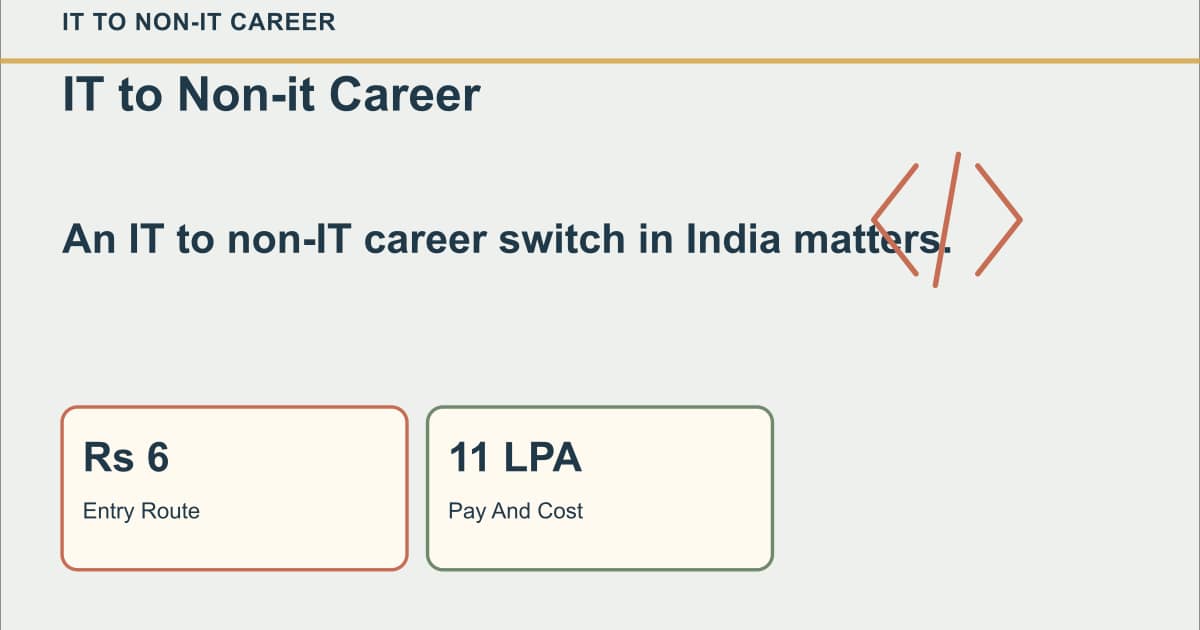 IT TO NON-IT CAREER
IT to Non-it Career
An IT to non-IT career switch in India matters.
Rs 6
Entry Route
11 LPA
Pay And Cost